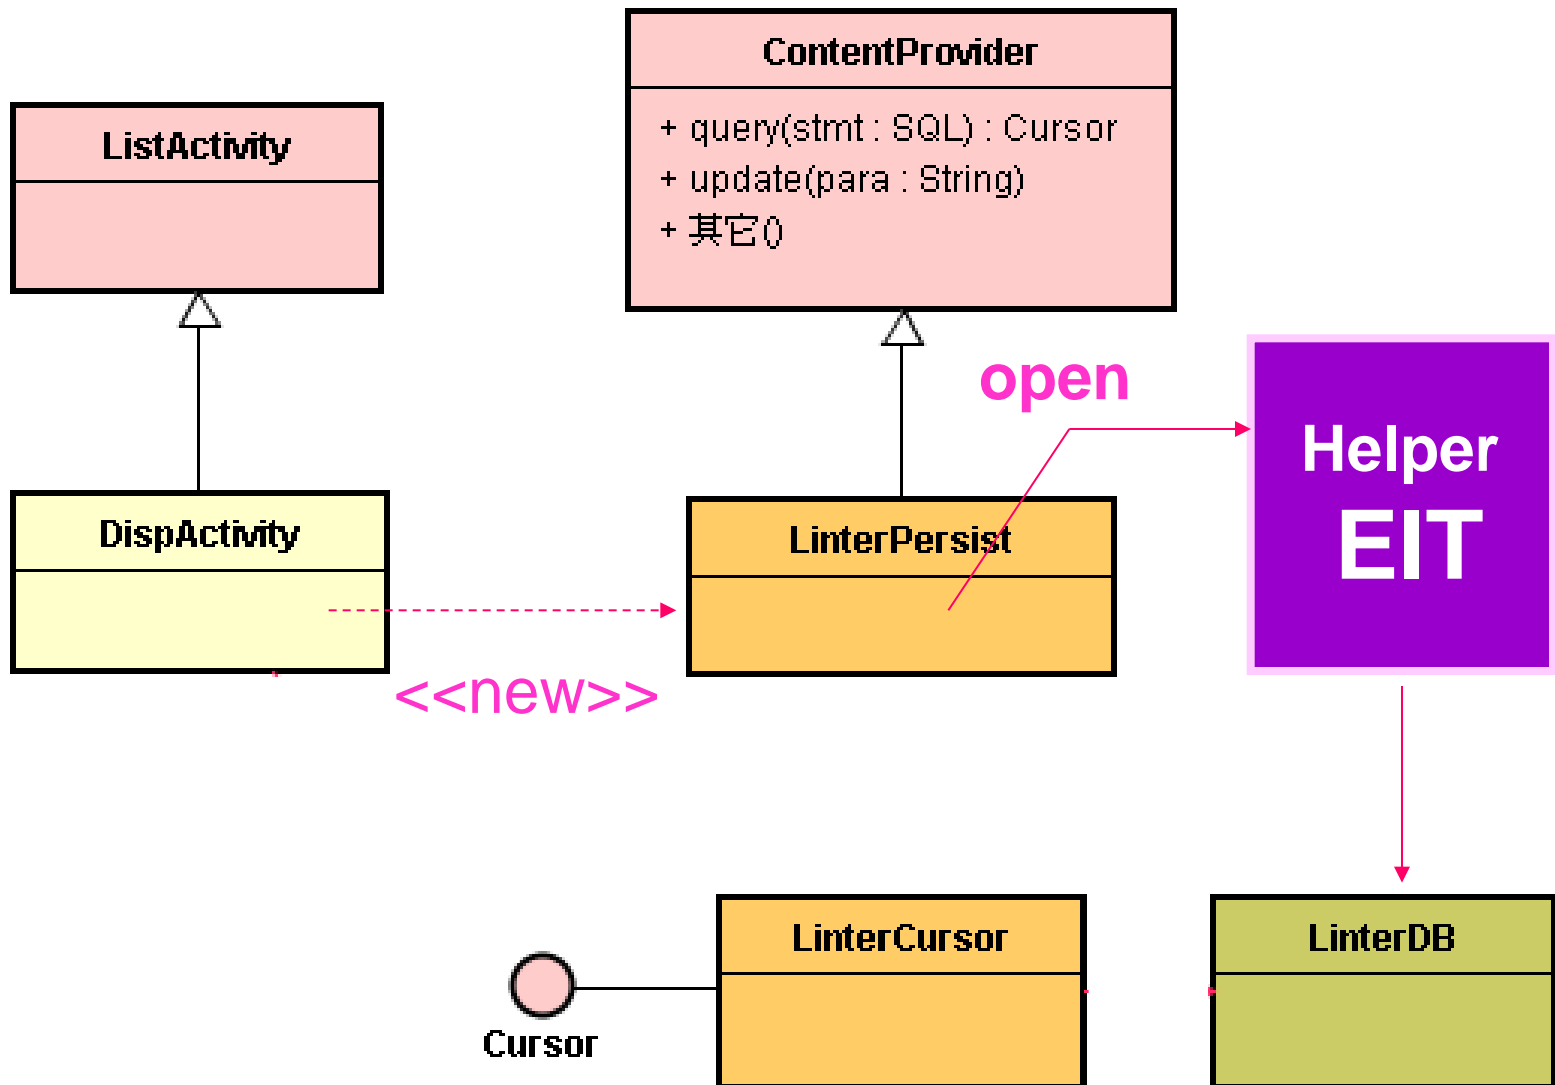 ContentProvider
+ query(stmt : SQL) : Cursor
+ update(para : String)
+ 其它()
ListActivity
open
Helper
EIT
DispActivity
LinterPersist
<<new>>
LinterCursor
LinterDB
Cursor